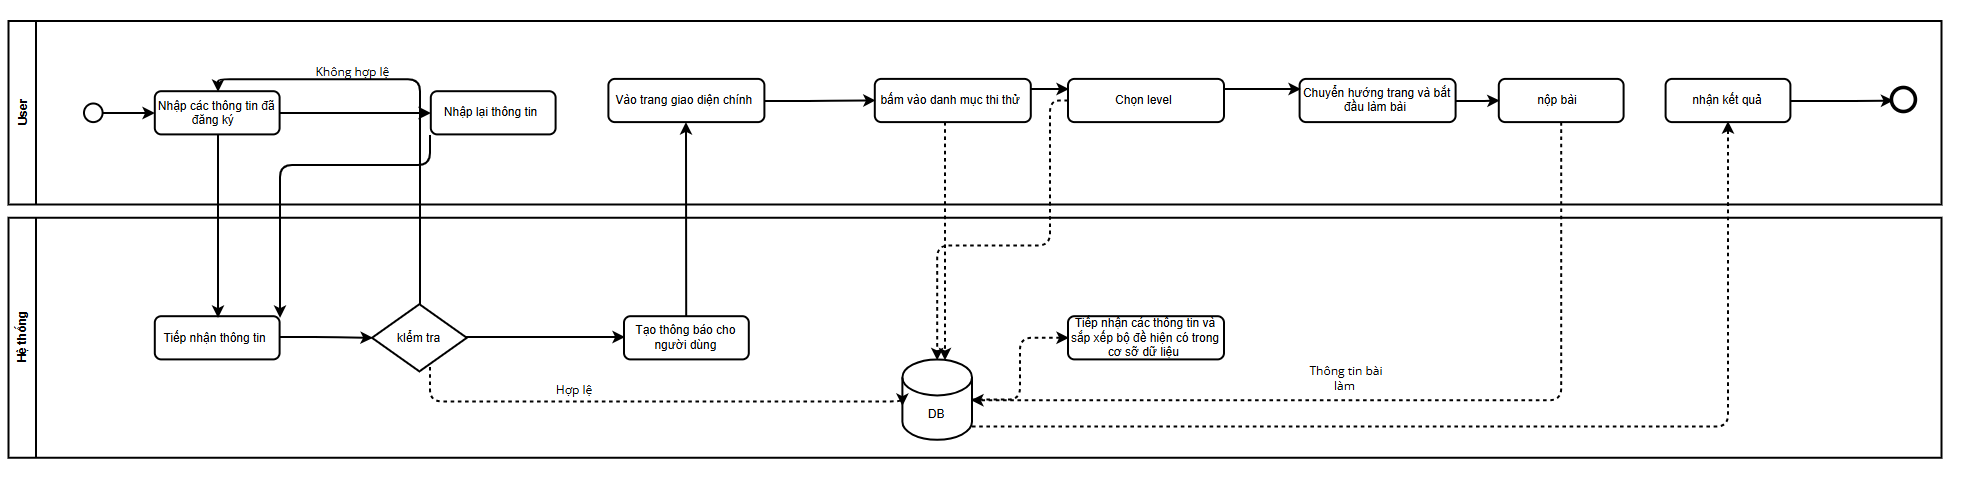 User
Không hợp lệ
Nhập các thông tin đã
đăng ký
Nhập lại thông tin
Vào trang giao diện chính
bấm vào danh mục thi thử
Chọn level
Chuyển hướng trang và bắt
đầu làm bài
nộp bài
nhận kết quả
Hệ thống
Tiếp nhận thông tin
kiểm tra
Tạo thông báo cho
người dùng
Tiếp nhận các thông tin và
sắp xếp bộ đề hiện có trong
cơ sỡ dữ liệu
Hợp lệ
DB
Thông tin bài
làm